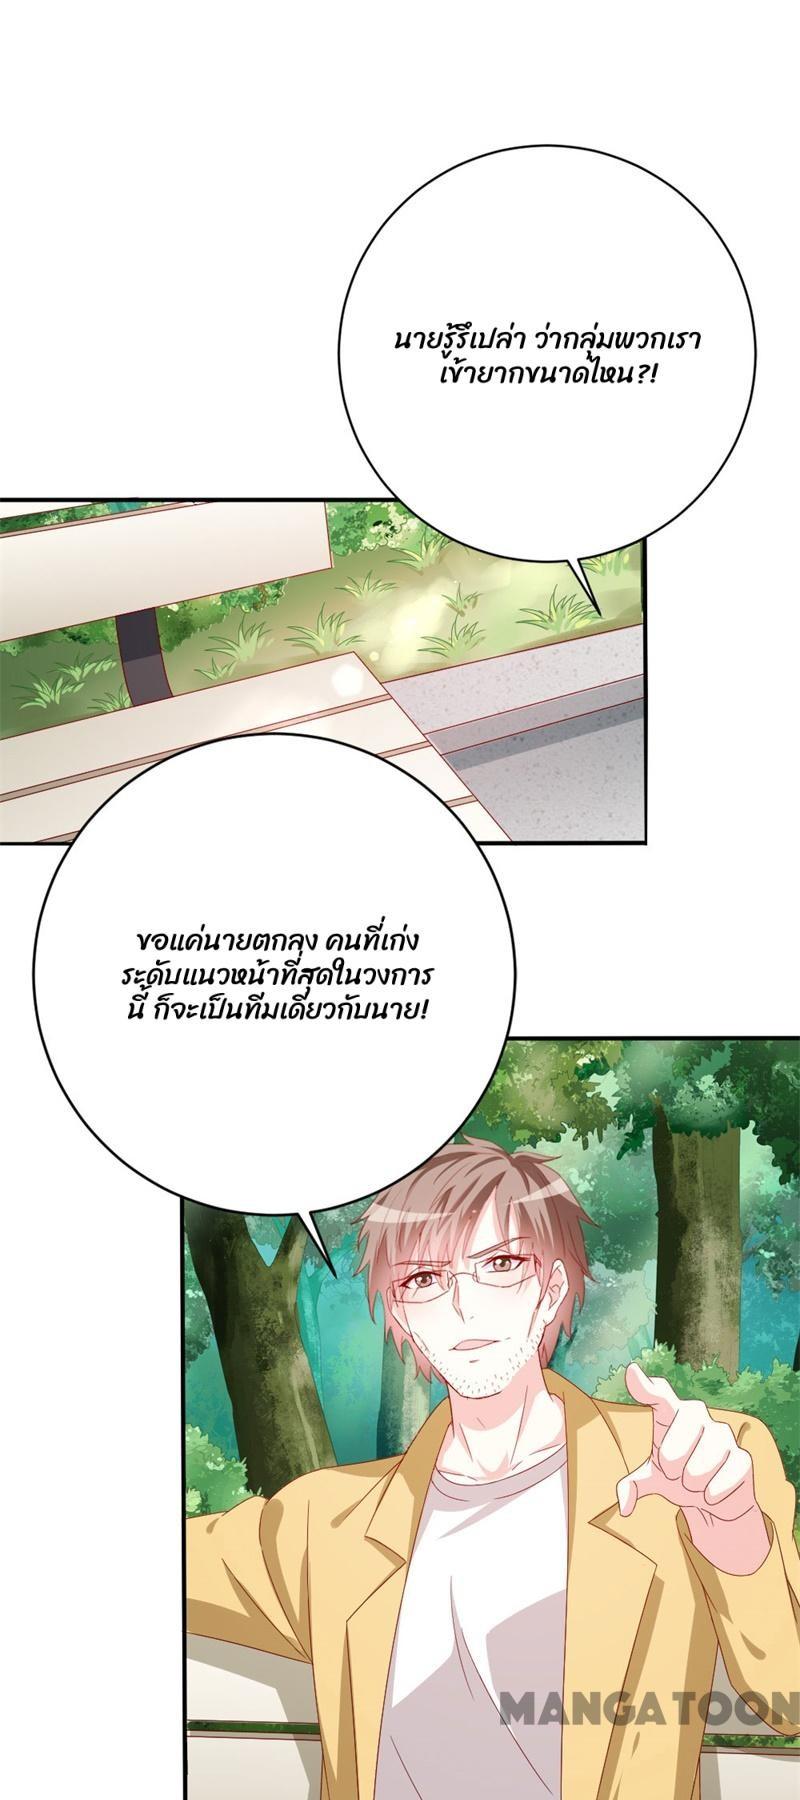 นายรู้รึเปล่า ว่ากลุ่มพวกเรา
เข้ายากขนาดไหน?!
ขอแค่นายตกลง คนที่เก่ง
ระดับแนวหน้าที่สุดในวงการ
นี้ ก็จะเป็นทีมเดียวกับนาย!
MANGA TOON